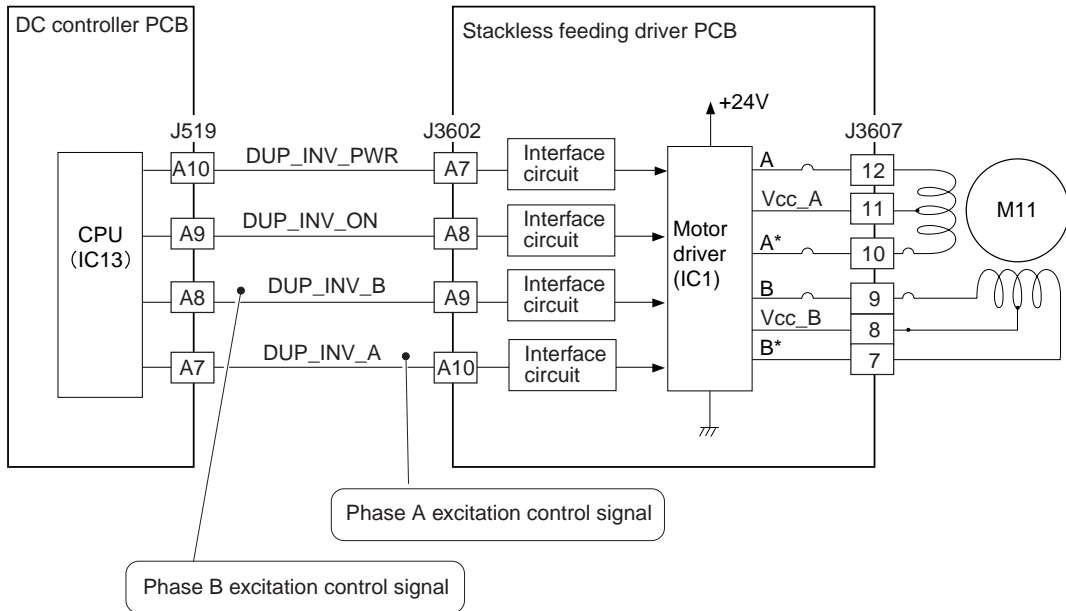 DC controller PCB
Stackless feeding driver PCB
+24V
J519
J3602
J3607
A10
DUP_INV_PWR
A7
Interface
circuit
A
12
Vcc_A
11
M11
CPU
(IC13)
A9
DUP_INV_ON
A8
Interface
circuit
Motor
driver
(IC1)
A*
10
A8
DUP_INV_B
A9
Interface
circuit
B
9
Vcc_B
8
A7
DUP_INV_A
A10
Interface
circuit
B*
7
Phase A excitation control signal
Phase B excitation control signal